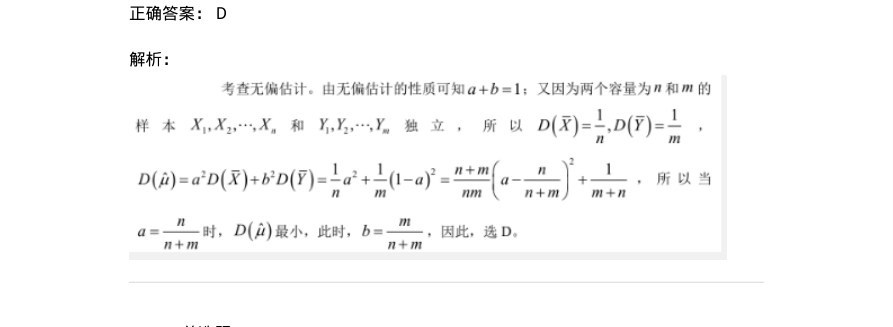 正确答案： D
解析：
考查无偏估计。由无偏估计的性质可知 a+b=1；又因为两个容量为 n 和 m 的
样本 X₁,X₂,⋯,Xₙ 和 Y₁,Y₂,⋯,Yₘ 独立，所以 D(X̄)=1/n,D(Ȳ)=1/m，
D(μ̂)=a²D(X̄)+b²D(Ȳ)=1/n a²+1/m(1-a)²=n+m/nm(a-n/n+m)²+1/m+n，所以当
a=n/n+m时，D(μ̂)最小，此时，b=m/n+m，因此，选 D。